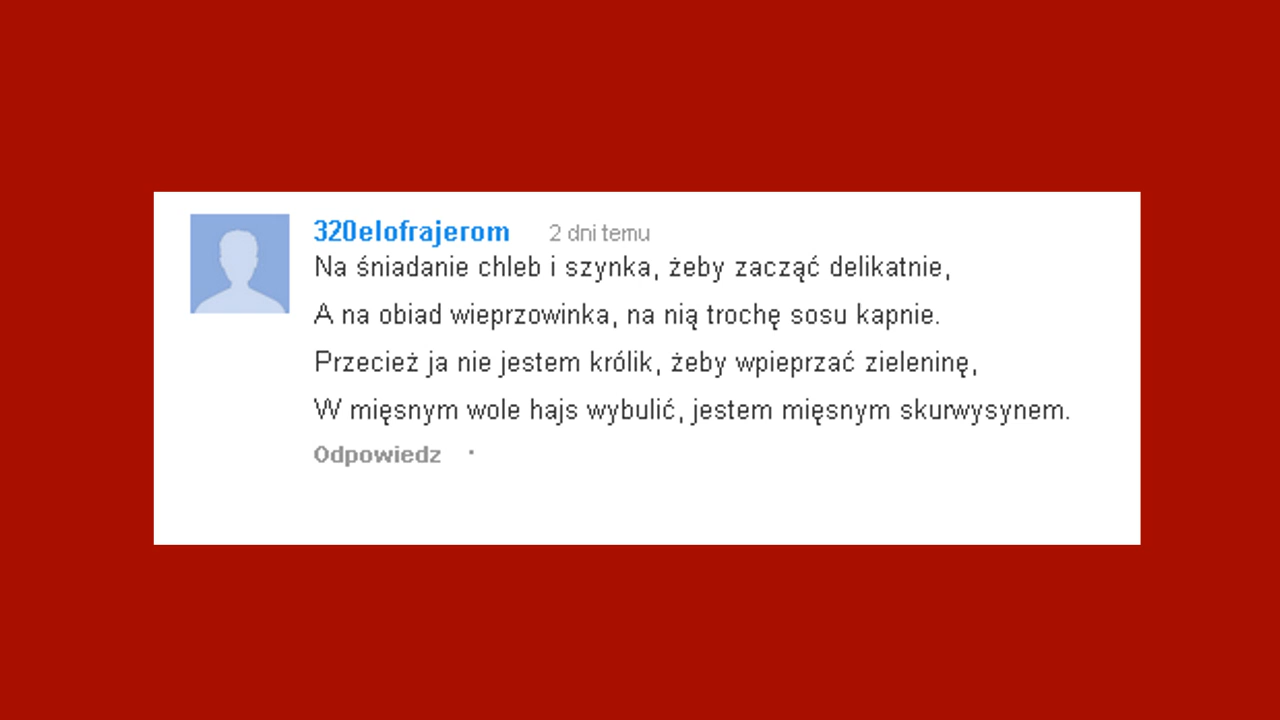 320elofrajerom 2 dni temu
Na śniadanie chleb i szynka, żeby zacząć delikatnie,
A na obiad wieprzowinka, na nią trochę sosu kapnie.
Przecież ja nie jestem królik, żeby wpieprzać zieleninę,
W mięsnym wole hajs wybulić, jestem mięsnym skurwysynem.
Odpowiedz ·